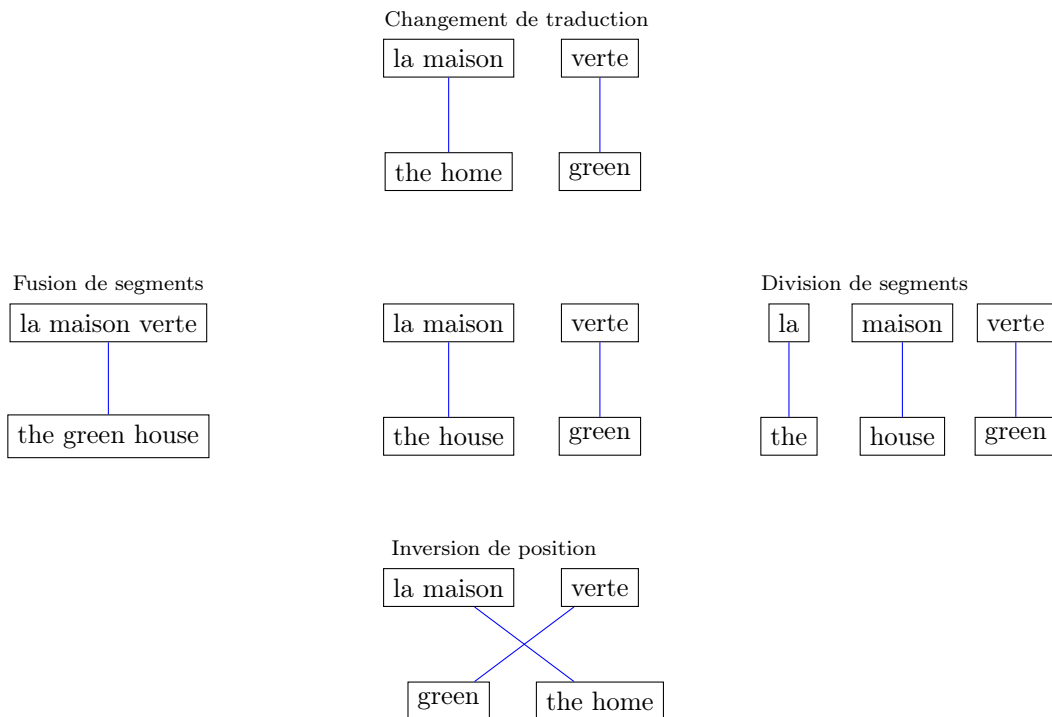 Changement de traduction
la maison verte
the home green
Fusion de segments
la maison verte
the green house
la maison verte
the house green
Division de segments
la maison verte
the house green
Inversion de position
la maison verte
green the home